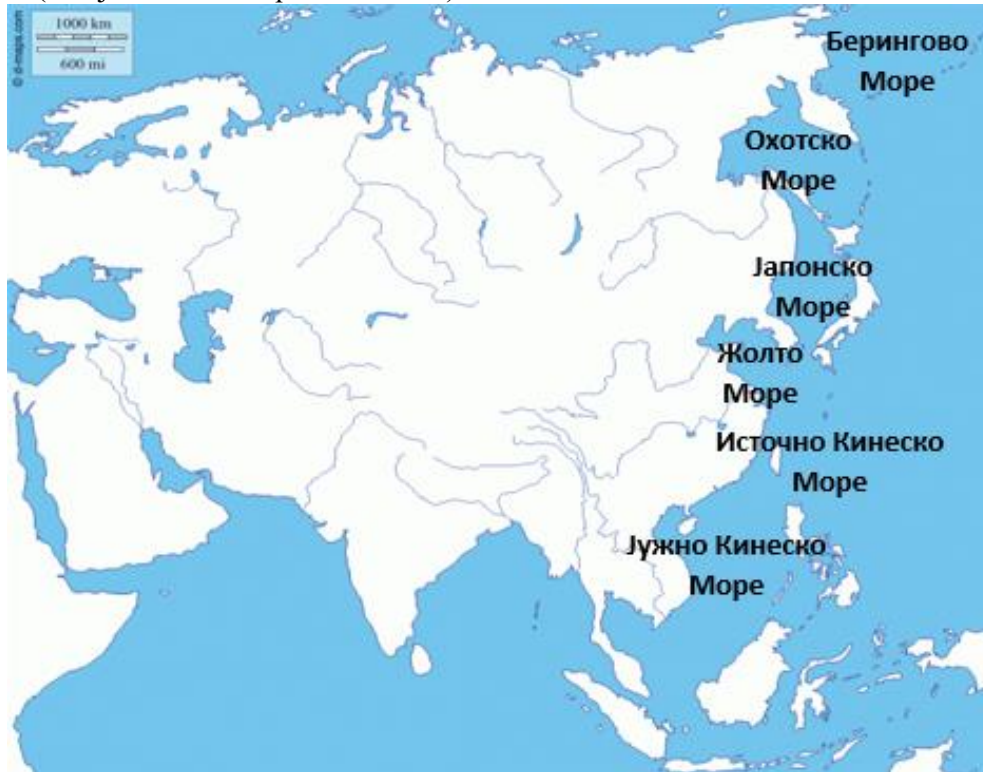 1000 km
600 mi
© d-maps.com
Берингово
Море
Охотско
Море
Јапонско
Море
Жолто
Море
Источно Кинеско
Море
Јужно Кинеско
Море